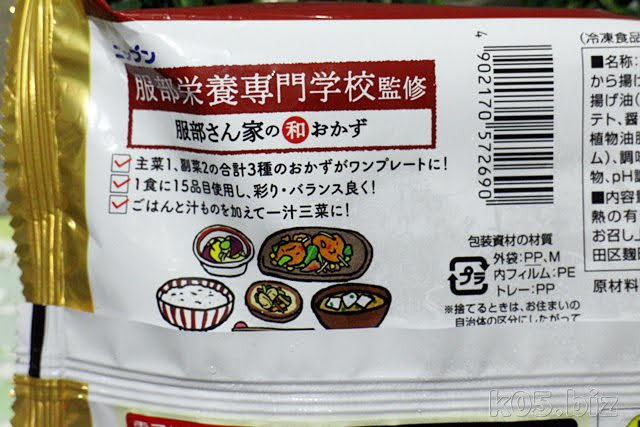 ニップン
服部栄養専門学校監修
服部さん家の和おかず
主菜1、副菜2の合計3種のおかずがワンプレートに!
1食に15品目使用し、彩り・バランス良く!
ごはんと汁ものを加えて一汁三菜に!
4902170572690
包装資材の材質
プラ
外袋:PP,M
内フィルム:PE
トレー:PP
※捨てるときは、お住まいの
自治体の区分にしたがって
(冷凍食品
■名称:
から揚げ
揚げ油(
テト、醤
植物油脂
ム)、調味
物、pH調
■内容量
熱の有
お召し上
田区麹町
原材料
k05.biz